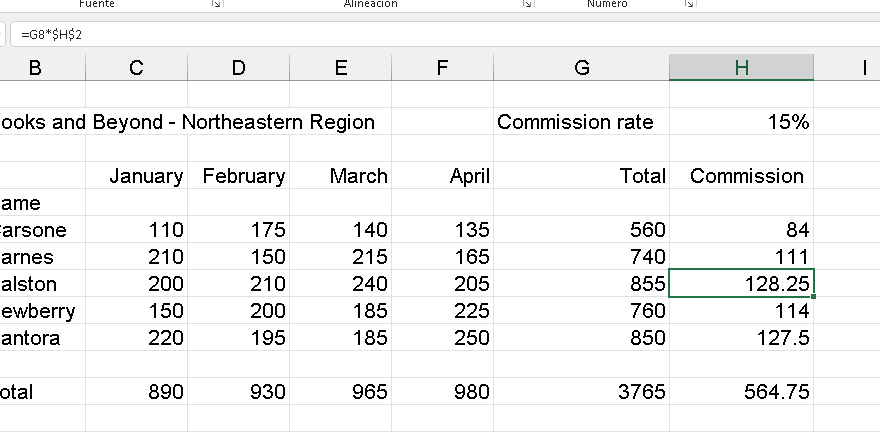 Fuente Alineación Número
=G8*$H$2
B C D E F G H I
ooks and Beyond - Northeastern Region Commission rate 15%
January February March April Total Commission
ame
arsone 110 175 140 135 560 84
arnes 210 150 215 165 740 111
alston 200 210 240 205 855 128.25
ewberry 150 200 185 225 760 114
antora 220 195 185 250 850 127.5
otal 890 930 965 980 3765 564.75